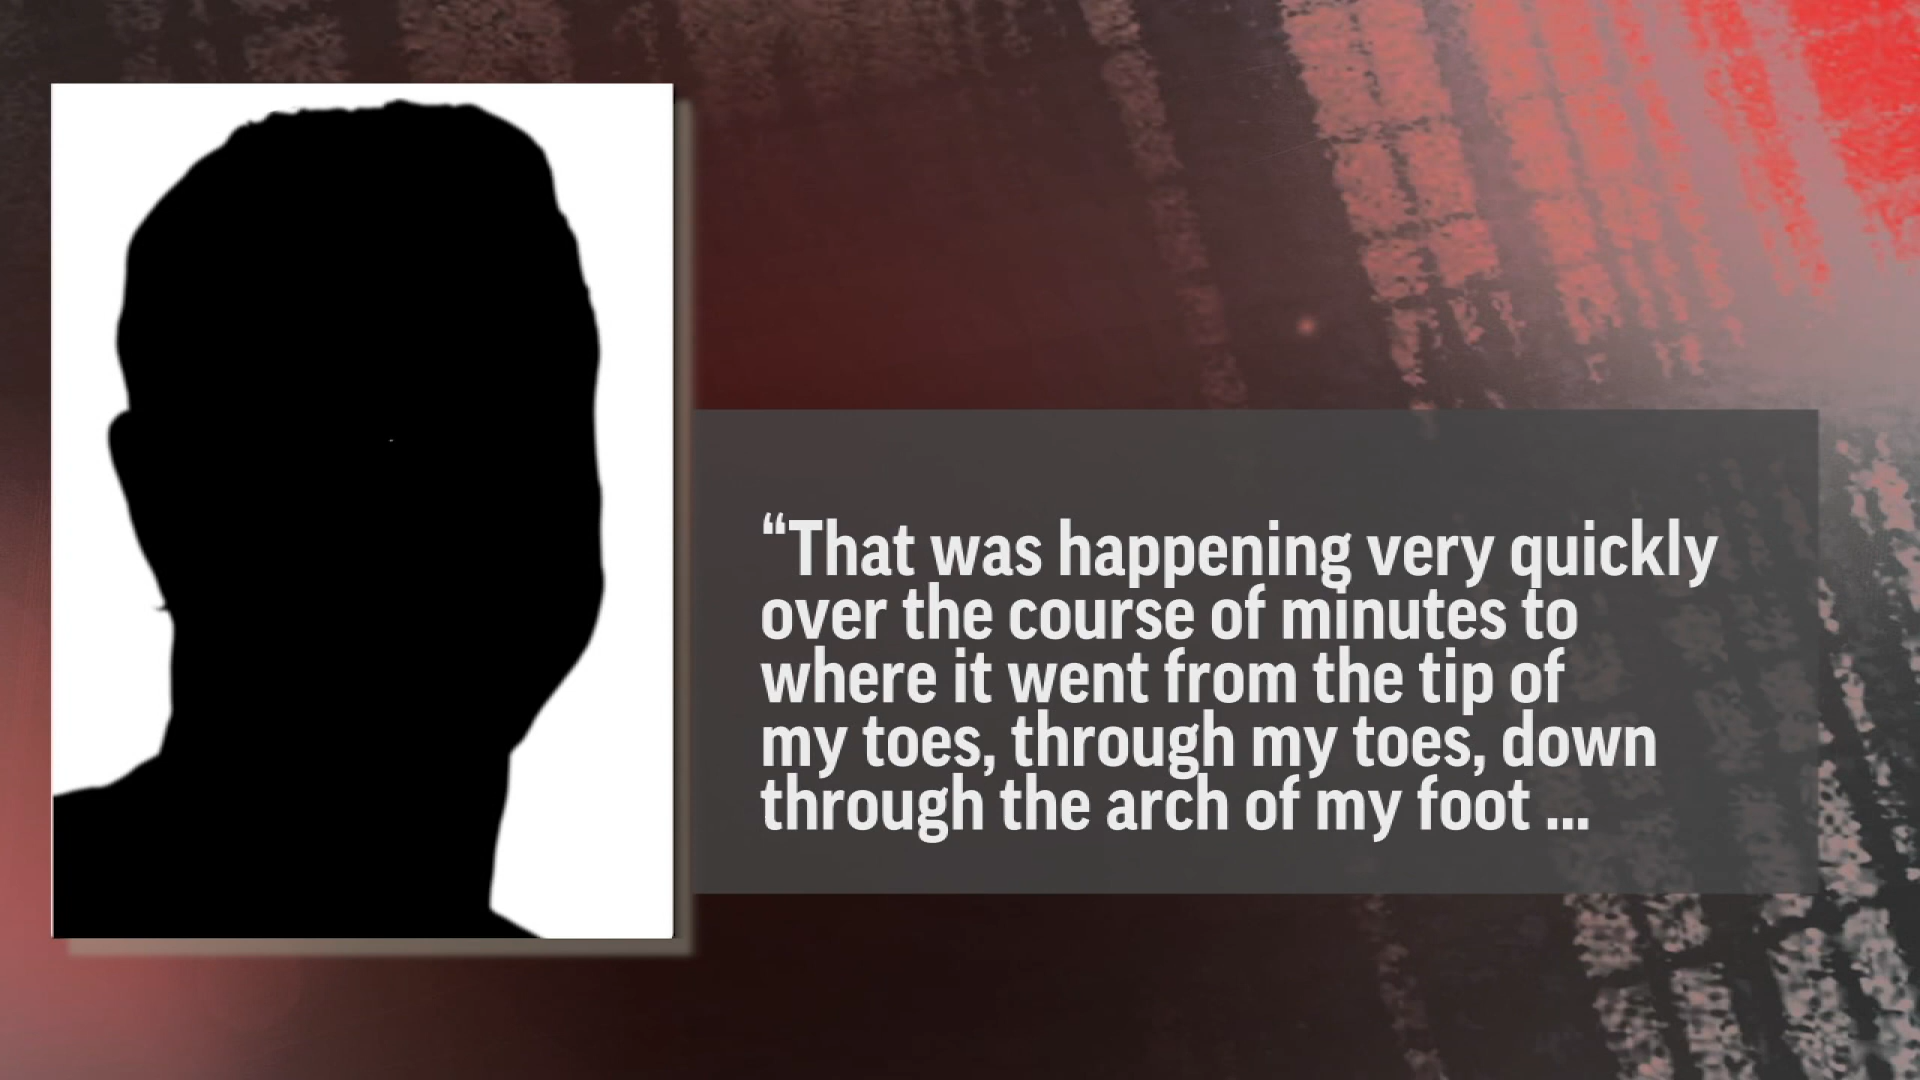 “That was happening very quickly
over the course of minutes to
where it went from the tip of
my toes, through my toes, down
through the arch of my foot ...